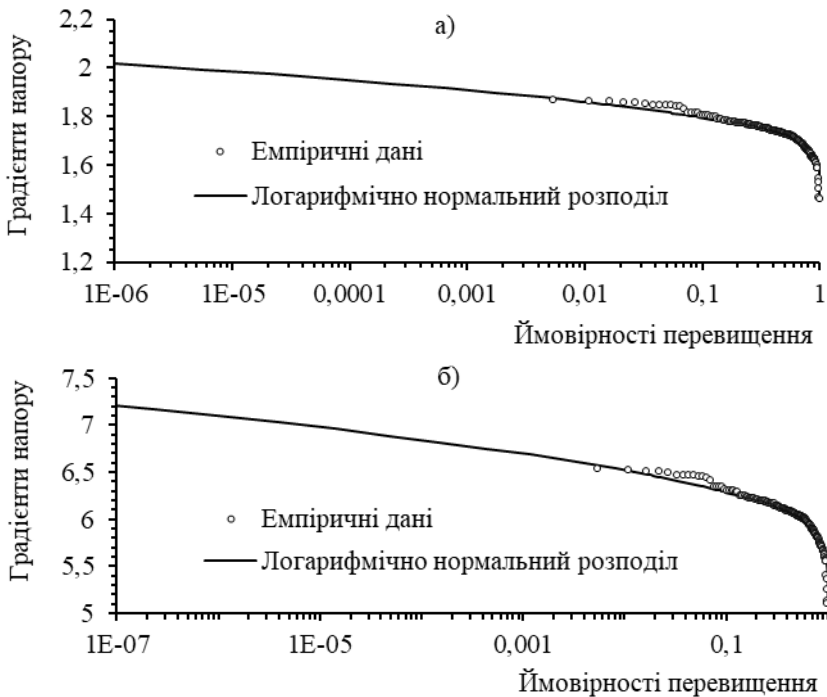 а)
2,2
2
1,8
1,6
1,4
1,2
Градієнти напору
Емпіричні дані
Логарифмічно нормальний розподіл
1E-06
1E-05
0,0001
0,001
0,01
0,1
1
Ймовірності перевищення
б)
7,5
7
6,5
6
5,5
5
Градієнти напору
Емпіричні дані
Логарифмічно нормальний розподіл
1E-07
1E-05
0,001
0,1
Ймовірності перевищення